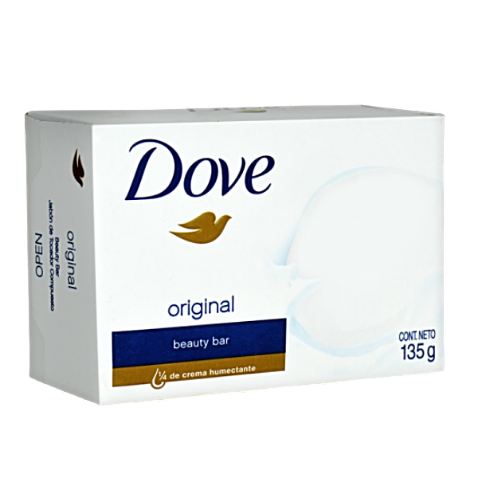 Dove
original
beauty bar
¼ de crema humectante
CONT. NETO
135 g
original
Beauty Bar
Jabón de Tocador Compuesto
OPEN